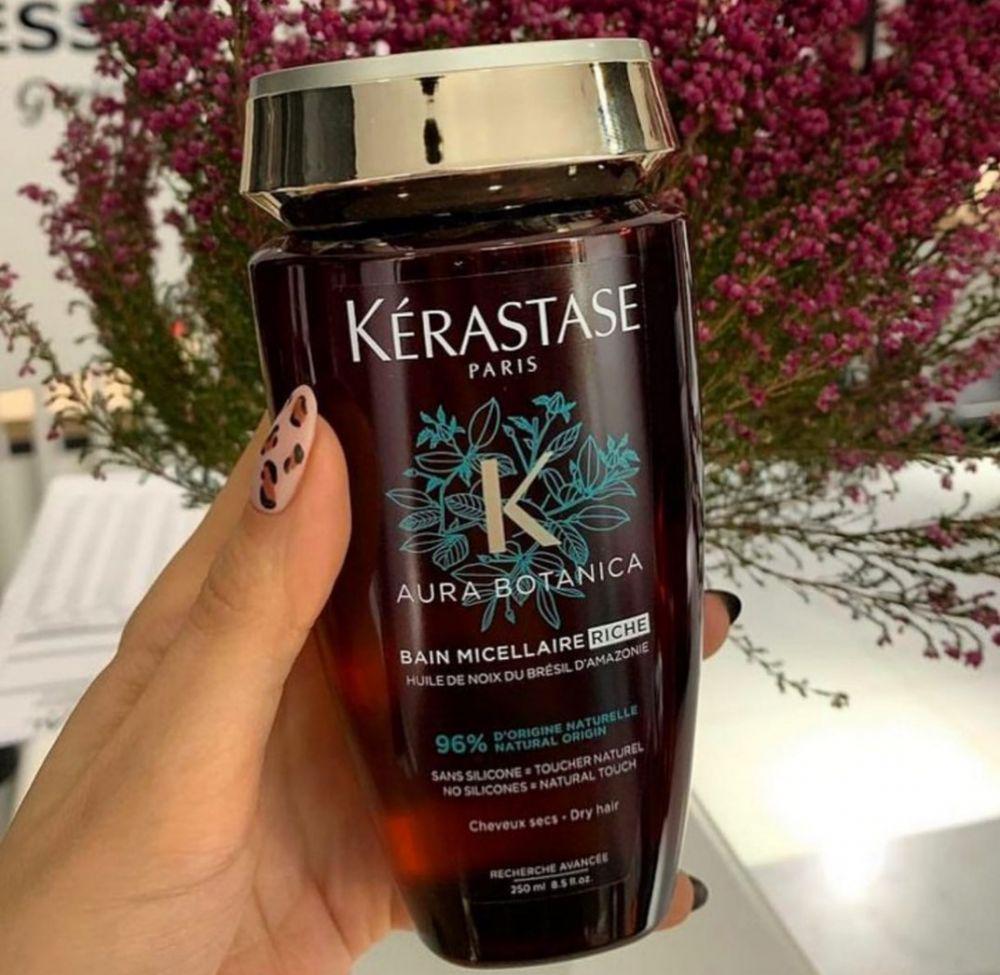 ESS
KÉRASTASE
PARIS
K
AURA BOTANICA
BAIN MICELLAIRE RICHE
HUILE DE NOIX DU BRÉSIL D'AMAZONIE
96% D'ORIGINE NATURELLE
NATURAL ORIGIN
SANS SILICONE = TOUCHER NATUREL
NO SILICONES = NATURAL TOUCH
Cheveux secs - Dry hair
RECHERCHE AVANCÉE
250 ml 8.5 fl.oz.